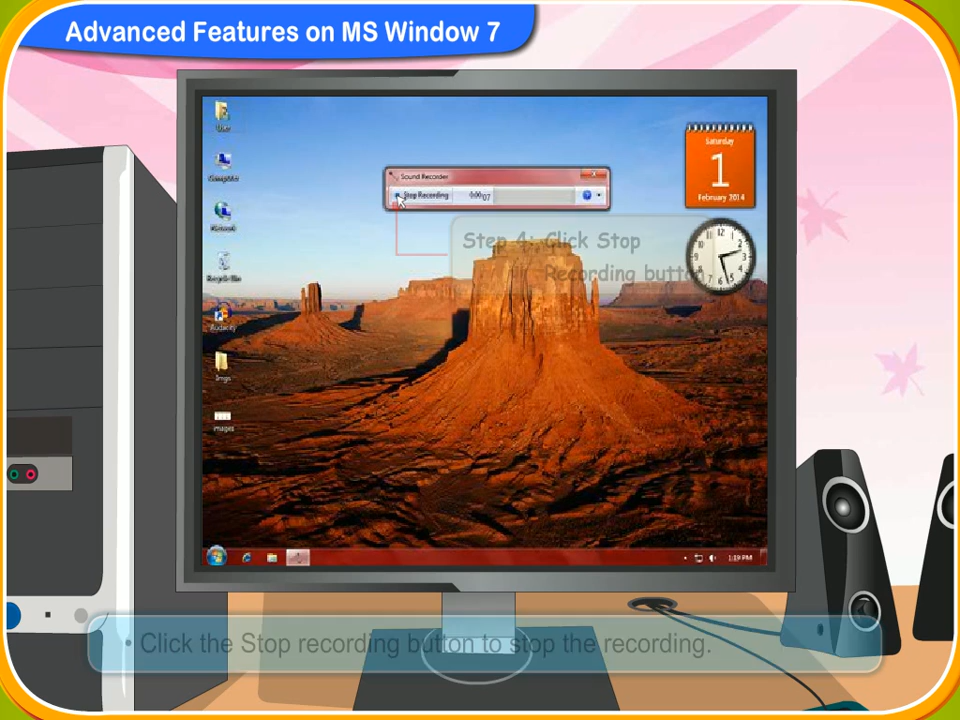 Advanced Features on MS Window 7
User
Computer
Network
Recycle Bin
Audacity
Imgs
images
Sound Recorder
Stop Recording 0:00:07
Saturday
1
February 2014
12
Step 4: Click Stop
Recording button
1:19 PM
• Click the Stop recording button to stop the recording.